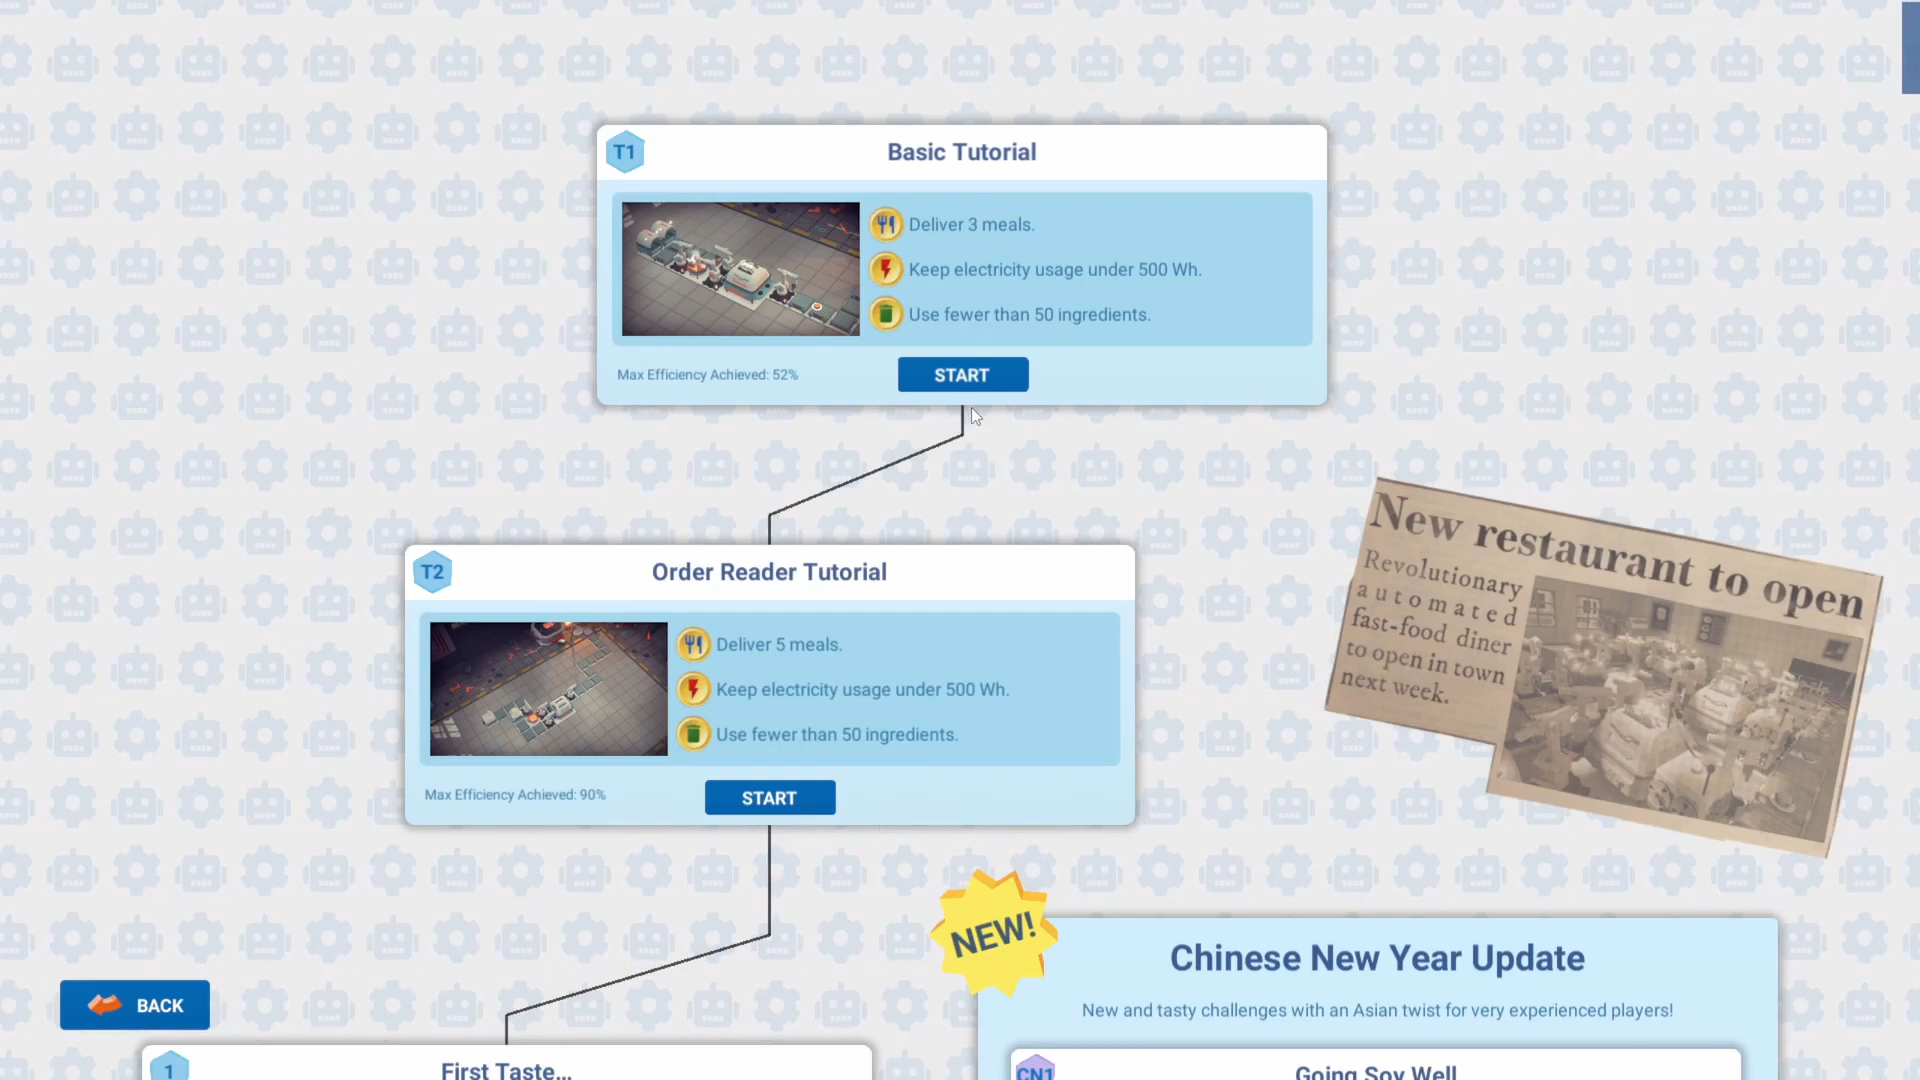 T1
Basic Tutorial
Deliver 3 meals.
Keep electricity usage under 500 Wh.
Use fewer than 50 ingredients.
Max Efficiency Achieved: 52%
START
T2
Order Reader Tutorial
Deliver 5 meals.
Keep electricity usage under 500 Wh.
Use fewer than 50 ingredients.
Max Efficiency Achieved: 90%
START
New restaurant to open
Revolutionary
automated
fast-food diner
to open in town
next week.
NEW!
Chinese New Year Update
New and tasty challenges with an Asian twist for very experienced players!
BACK
1
First Taste...
CN1
Going Soy Well